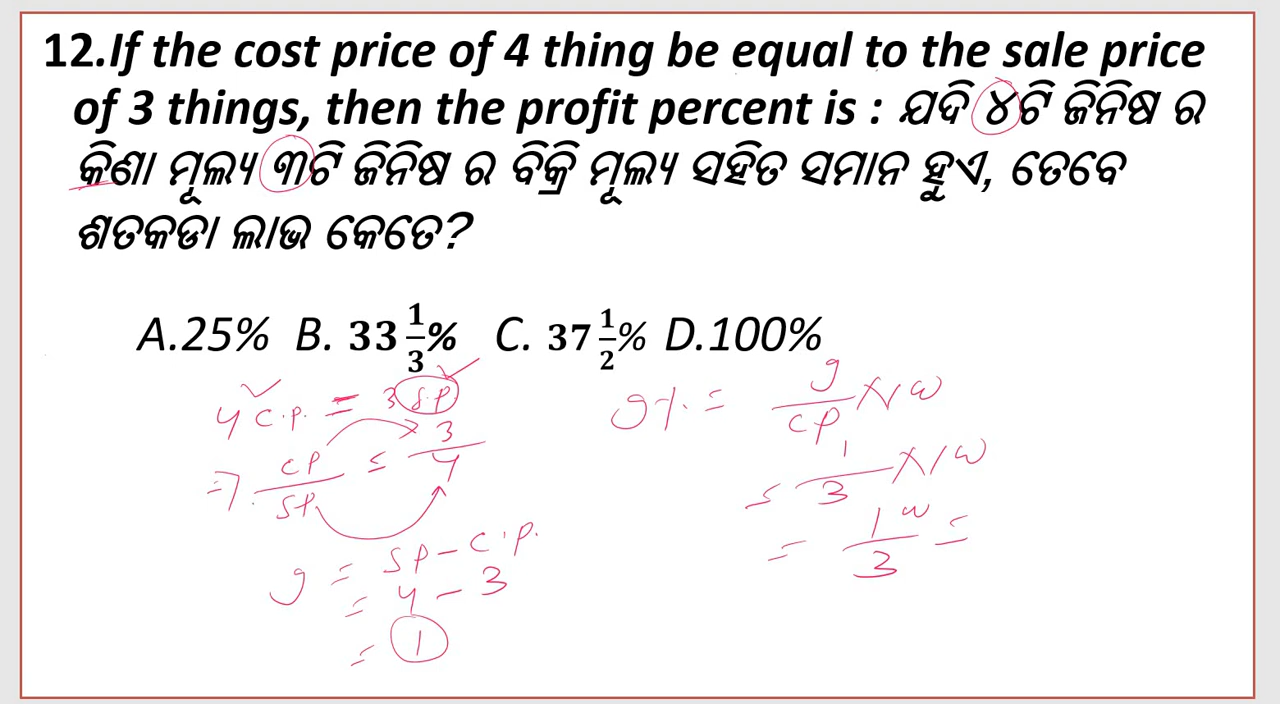 12.If the cost price of 4 thing be equal to the sale price
of 3 things, then the profit percent is : ଯଦି ୪ଟି ଜିନିଷ ର
କିଣା ମୂଲ୍ୟ ୩ଟି ଜିନିଷ ର ବିକ୍ରି ମୂଲ୍ୟ ସହିତ ସମାନ ହୁଏ, ତେବେ
ଶତକଡା ଲାଭ କେତେ?
A.25% B. 33 1/3% C. 37 1/2% D.100%
4 C.P. = 3 S.P
=> CP/SP = 3/4
g = SP - C.P.
= 4 - 3
= 1
g% = g/CP × 100
= 1/3 × 100
= 100/3 =